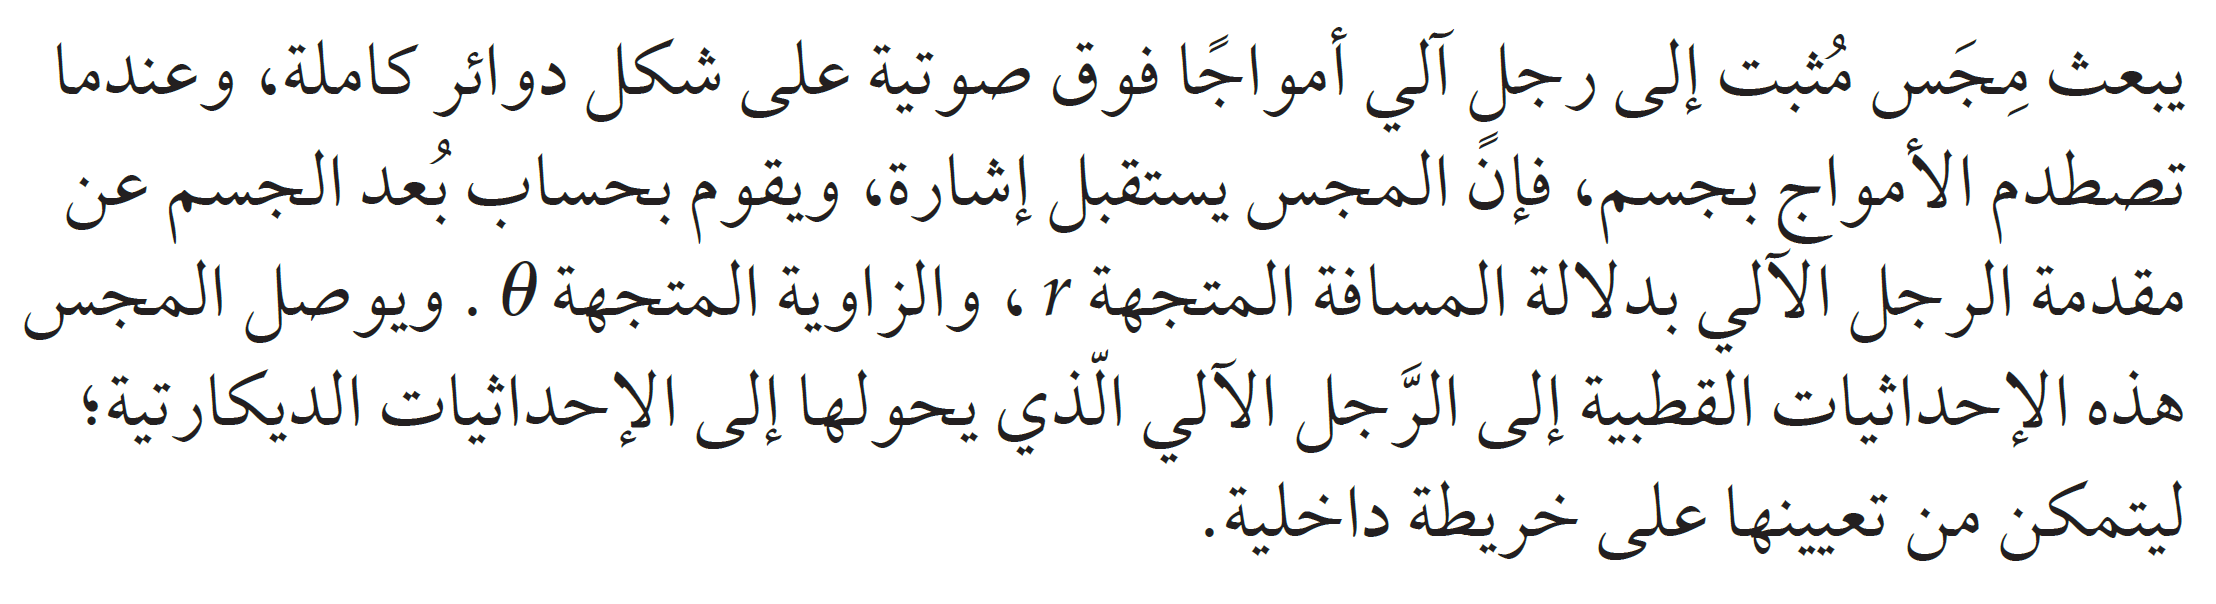 يبعث مِجَس مُثبت إلى رجل آلي أمواجًا فوق صوتية على شكل دوائر كاملة، وعندما
تصطدم الأمواج بجسم، فإنً المجس يستقبل إشارة، ويقوم بحساب بُعد الجسم عن
مقدمة الرجل الآلي بدلالة المسافة المتجهة r ، والزاوية المتجهة θ . ويوصل المجس
هذه الإحداثيات القطبية إلى الرَّجل الآلي الّذي يحولها إلى الإحداثيات الديكارتية؛
ليتمكن من تعيينها على خريطة داخلية.